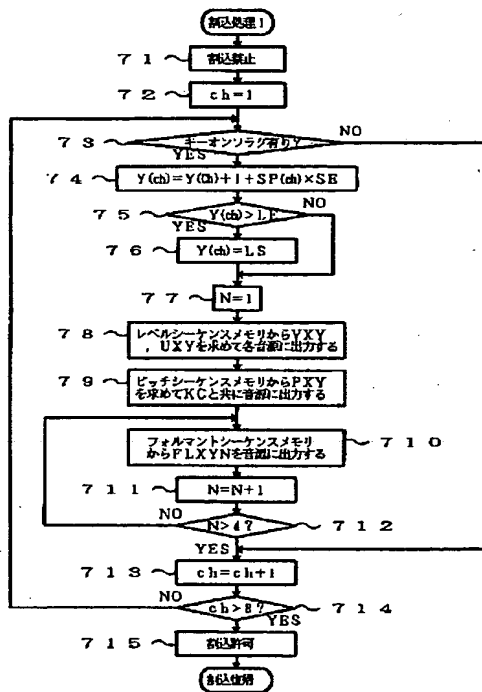 割込処理1
71 割込禁止
72 ch=1
73 キーオンフラグ有り?
NO
YES
74 Y(ch)=Y(Ch)+1+SP(ch)×SE
75 Y(ch)>LE
NO
YES
76 Y(ch)=LS
77 N=1
78 レベルシーケンスメモリからVXY
,UXYを求めて各音源に出力する
79 ピッチシーケンスメモリからPXY
を求めてKCと共に音源に出力する
フォルマントシーケンスメモリ
からFLXYNを音源に出力する 710
711 N=N+1
NO
N>4? 712
YES
713 ch=ch+1
NO
ch>8? 714
YES
715 割込許可